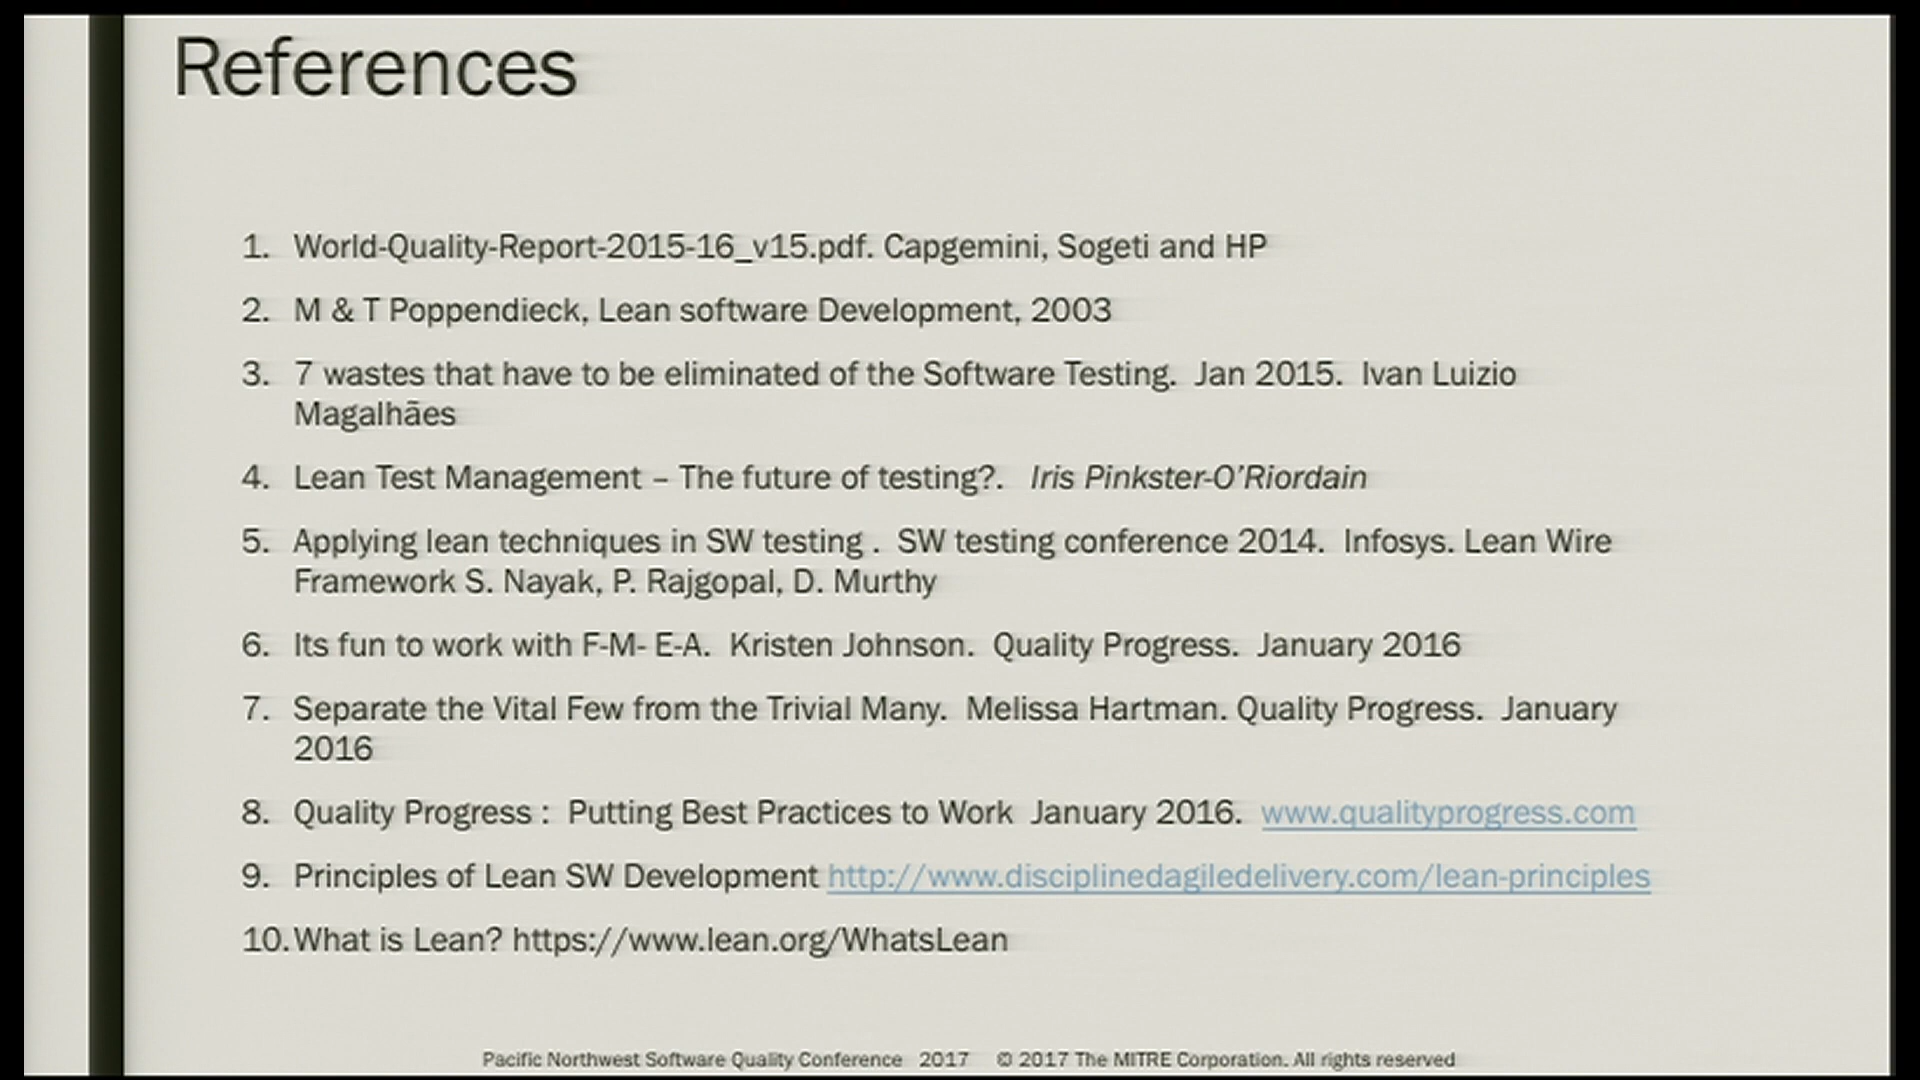 References
1. World-Quality-Report-2015-16_v15.pdf. Capgemini, Sogeti and HP
2. M & T Poppendieck, Lean software Development, 2003
3. 7 wastes that have to be eliminated of the Software Testing. Jan 2015. Ivan Luizio
Magalhães
4. Lean Test Management – The future of testing?. Iris Pinkster-O'Riordain
5. Applying lean techniques in SW testing . SW testing conference 2014. Infosys. Lean Wire
Framework S. Nayak, P. Rajgopal, D. Murthy
6. Its fun to work with F-M- E-A. Kristen Johnson. Quality Progress. January 2016
7. Separate the Vital Few from the Trivial Many. Melissa Hartman. Quality Progress. January
2016
8. Quality Progress : Putting Best Practices to Work January 2016. www.qualityprogress.com
9. Principles of Lean SW Development http://www.disciplinedagiledelivery.com/lean-principles
10. What is Lean? https://www.lean.org/WhatsLean
Pacific Northwest Software Quality Conference 2017 © 2017 The MITRE Corporation. All rights reserved